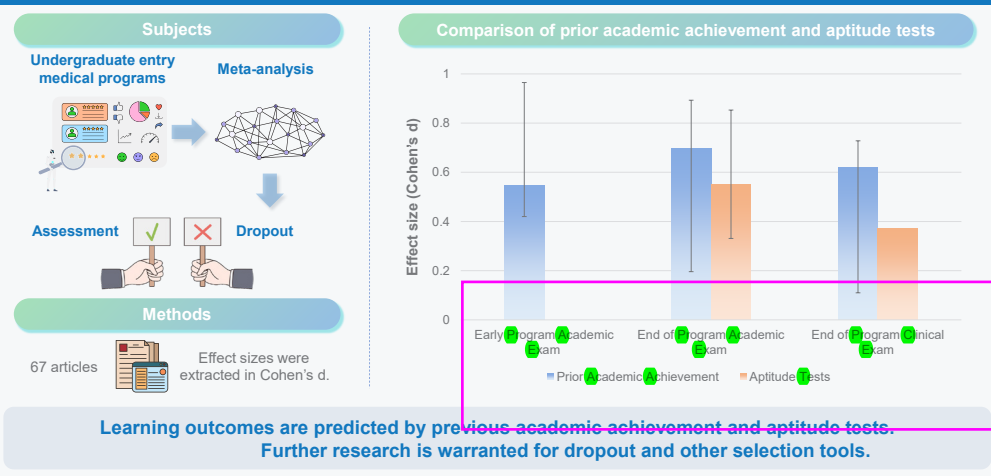 Subjects
Undergraduate entry
medical programs
Meta-analysis
Assessment
Dropout
Methods
67 articles
Effect sizes were
extracted in Cohen's d.
Comparison of prior academic achievement and aptitude tests
Effect size (Cohen's d)
1
0.8
0.6
0.4
0.2
0
Early Program Academic
Exam
End of Program Academic
Exam
End of Program Clinical
Exam
Prior Academic Achievement
Aptitude Tests
Learning outcomes are predicted by previous academic achievement and aptitude tests.
Further research is warranted for dropout and other selection tools.